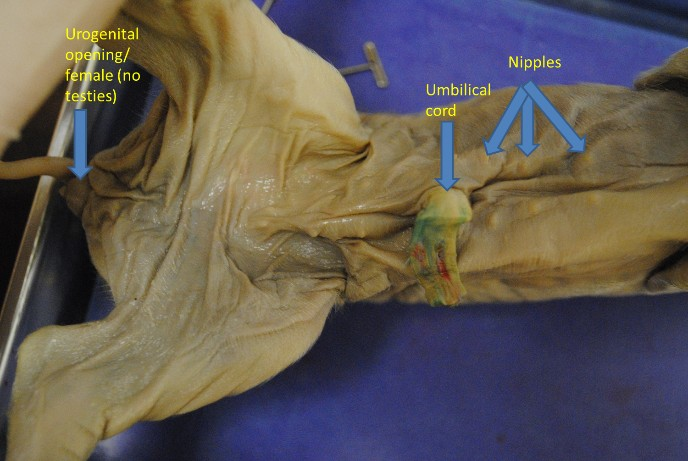 Urogenital
opening/
female (no
testies)
Umbilical
cord
Nipples